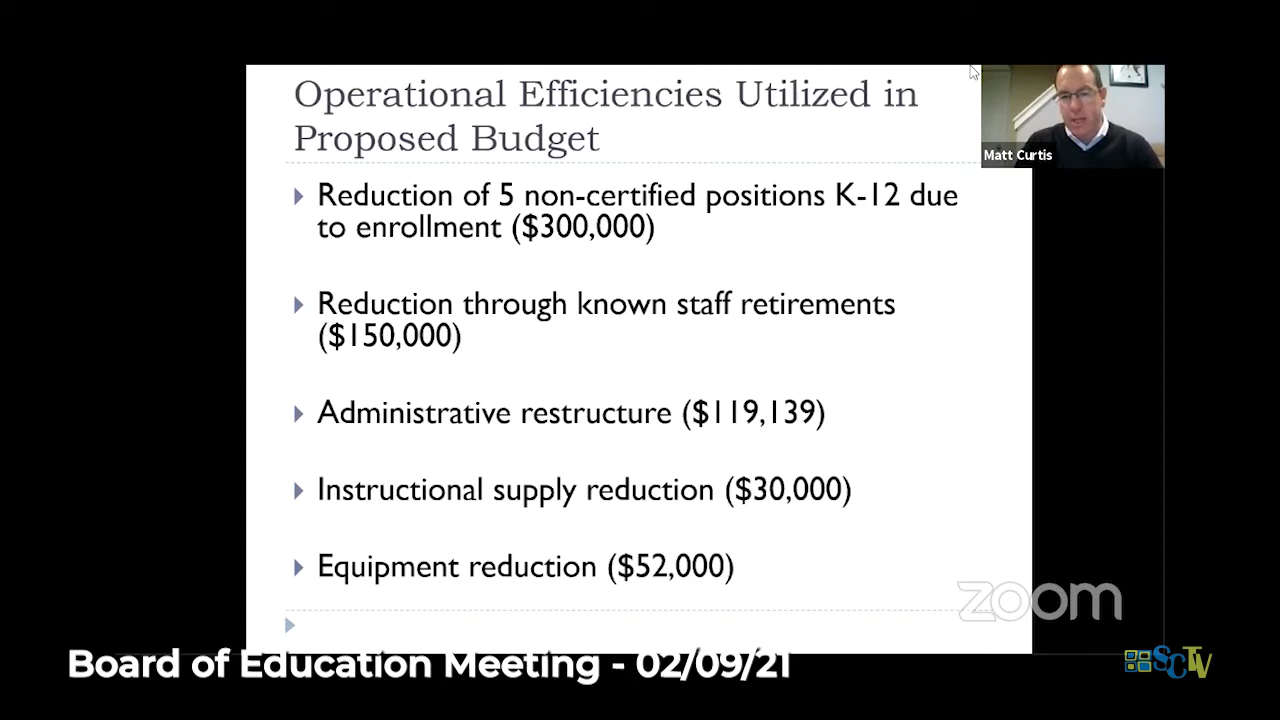 Operational Efficiencies Utilized in
Proposed Budget
Matt Curtis
Reduction of 5 non-certified positions K-12 due
to enrollment ($300,000)
Reduction through known staff retirements
($150,000)
Administrative restructure ($119,139)
Instructional supply reduction ($30,000)
Equipment reduction ($52,000)
zoom
Board of Education Meeting - 02/09/21
SCTV